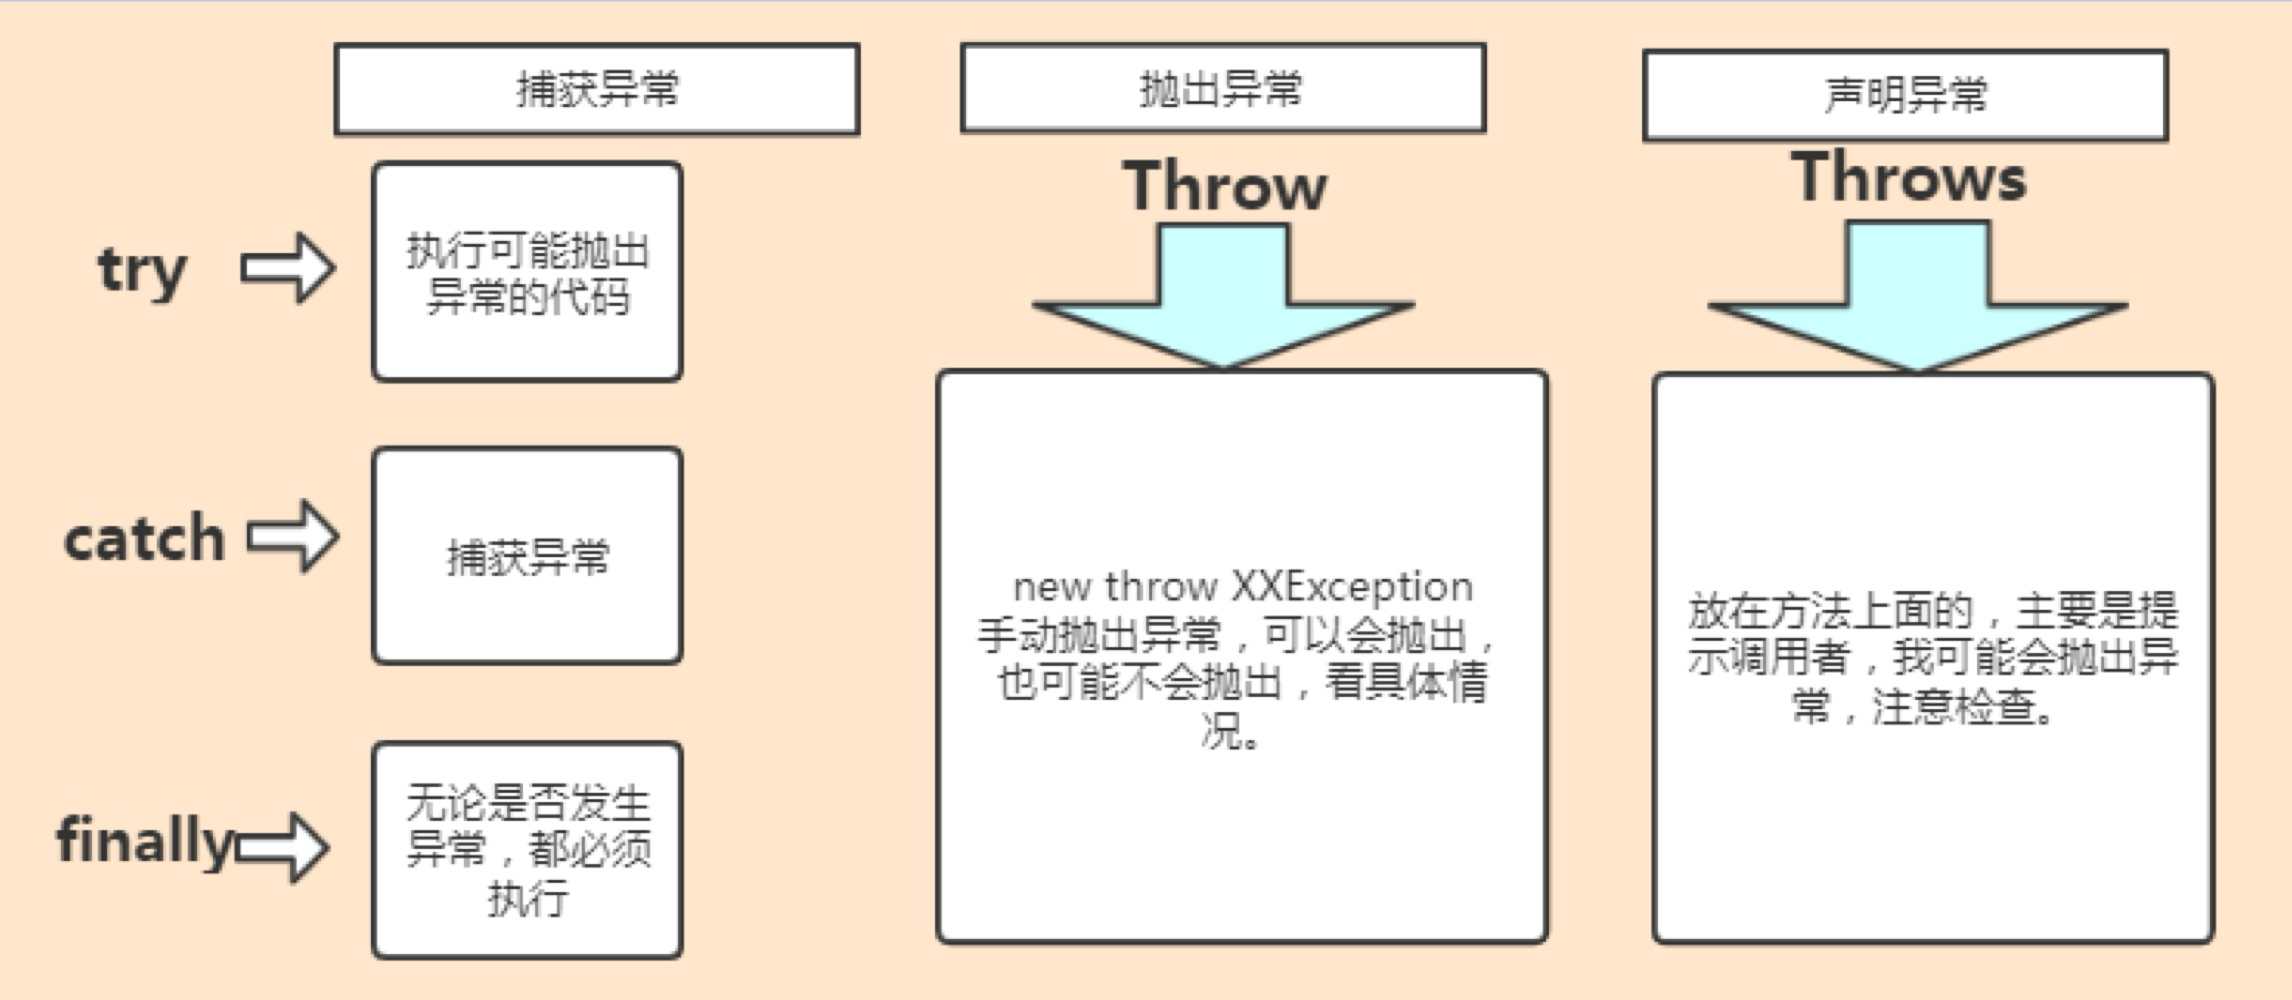 捕获异常
try
执行可能抛出
异常的代码
catch
捕获异常
finally
无论是否发生
异常，都必须
执行
抛出异常
Throw
new throw XXException
手动抛出异常，可以会抛出，
也可能不会抛出，看具体情
况。
声明异常
Throws
放在方法上面的，主要是提
示调用者，我可能会抛出异
常，注意检查。